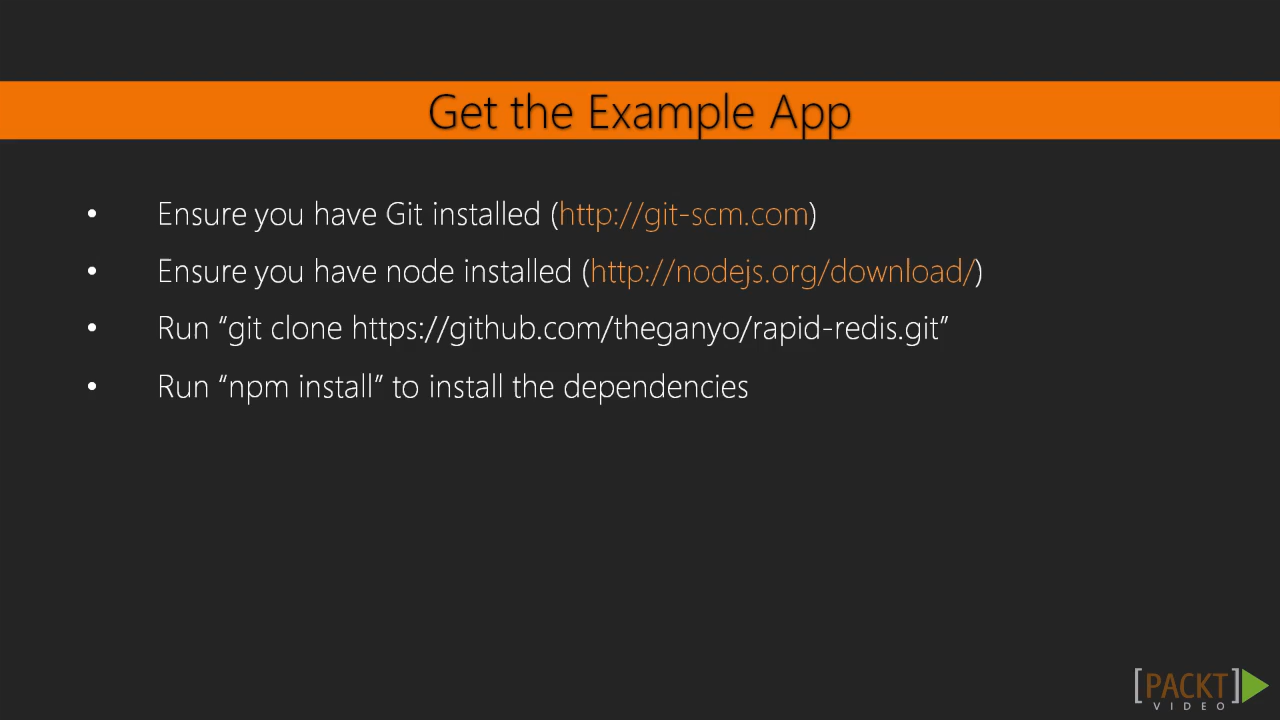 Get the Example App
• Ensure you have Git installed (http://git-scm.com)
• Ensure you have node installed (http://nodejs.org/download/)
• Run “git clone https://github.com/theganyo/rapid-redis.git”
• Run “npm install” to install the dependencies
[PACKT]
VIDEO